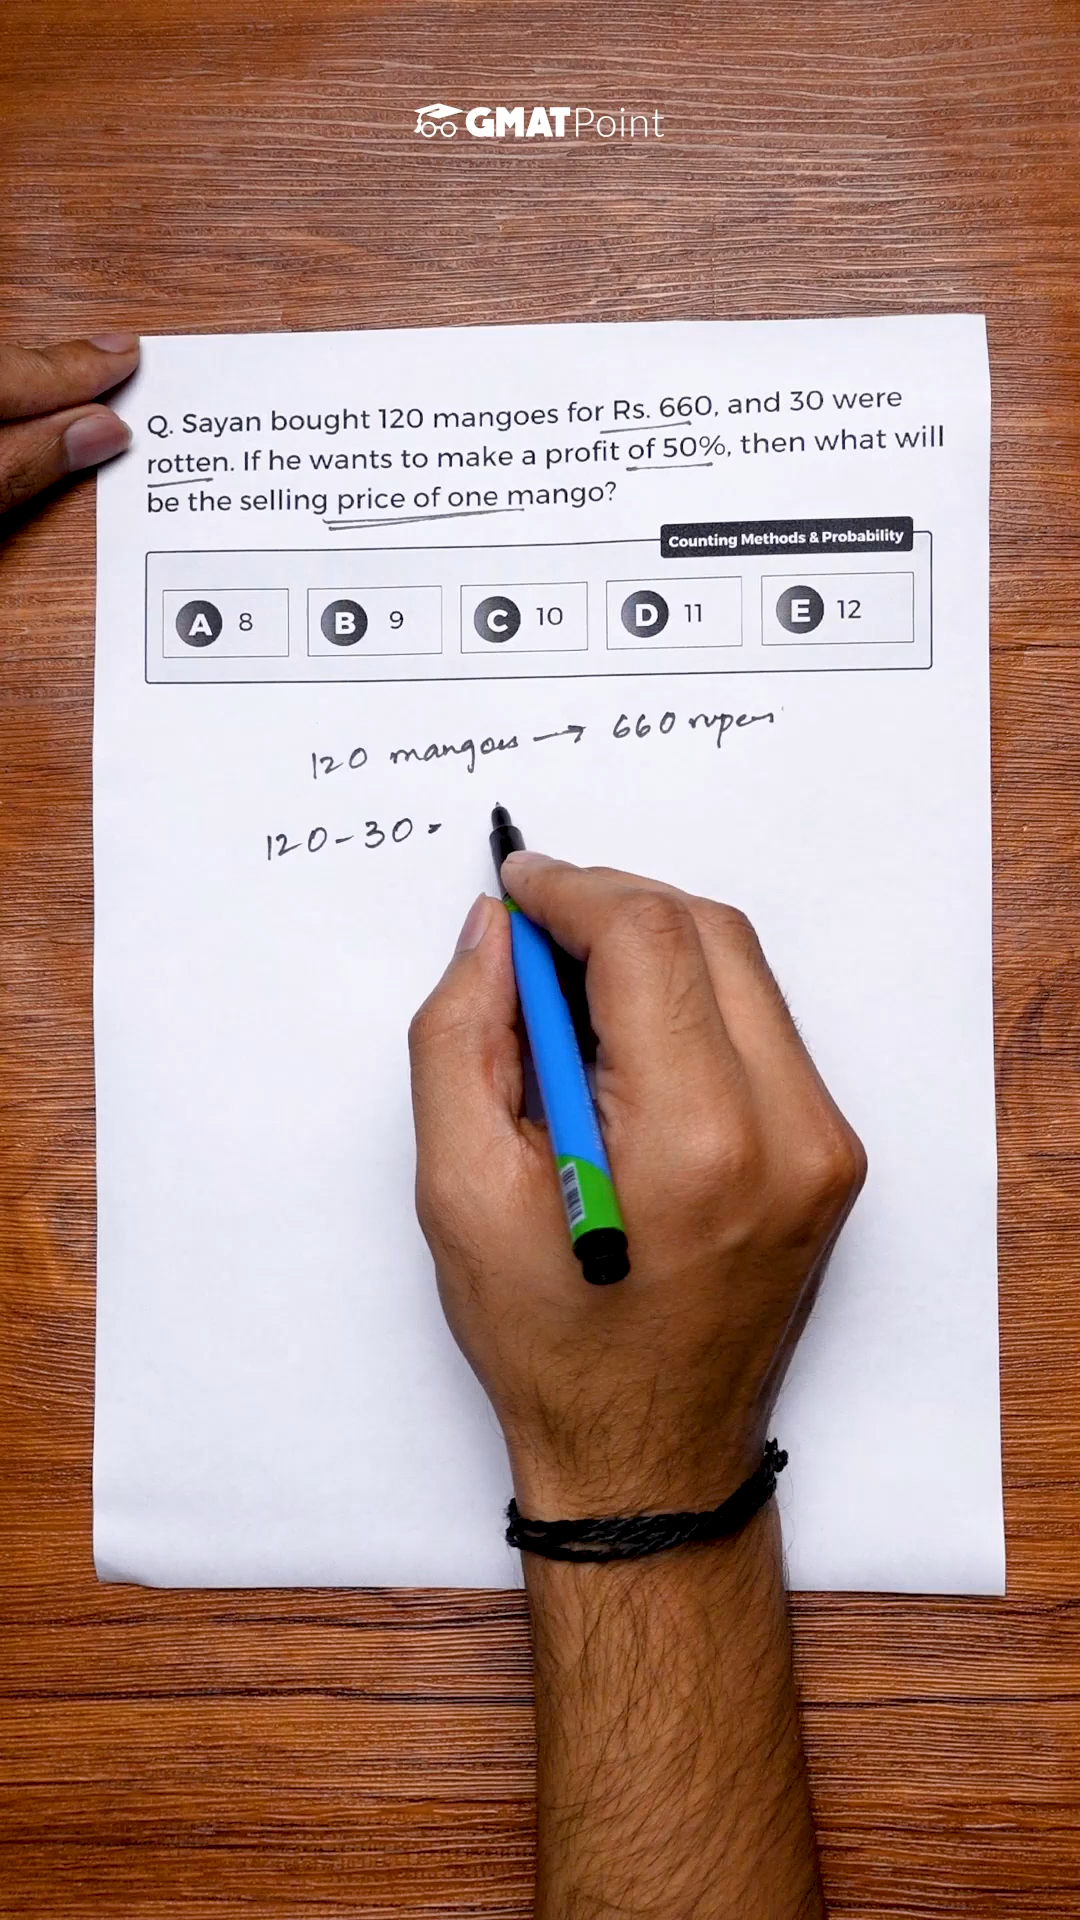 GMATPoint
Q. Sayan bought 120 mangoes for Rs. 660, and 30 were
rotten. If he wants to make a profit of 50%, then what will
be the selling price of one mango?
Counting Methods & Probability
A 8 B 9 C 10 D 11 E 12
120 mangoes → 660 rupees
120-30 =